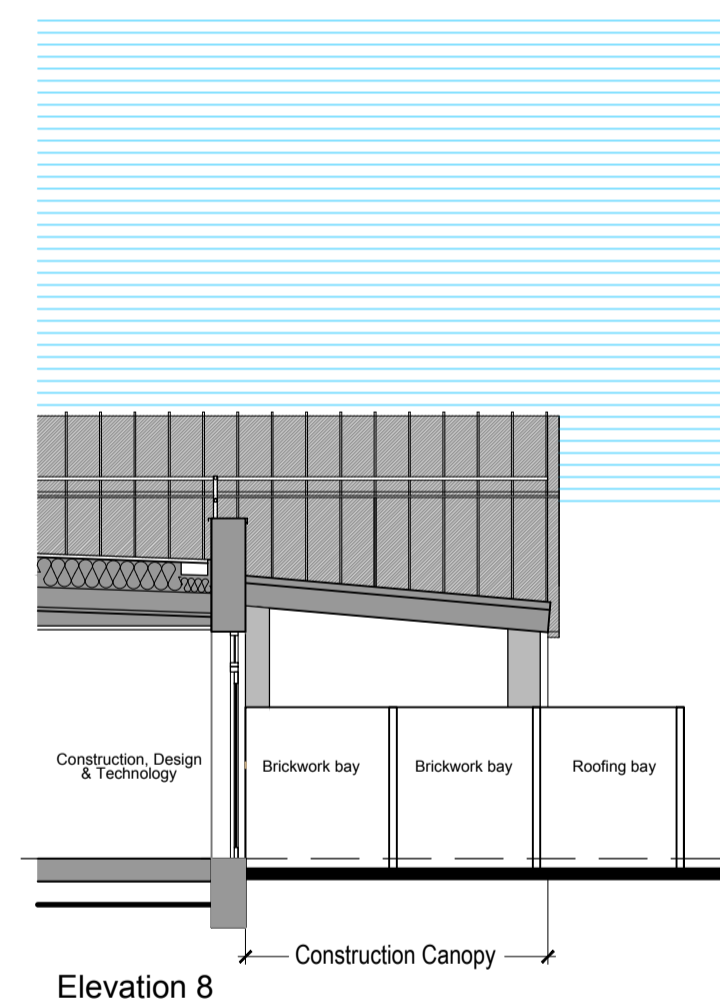 Construction, Design
& Technology
Brickwork bay
Brickwork bay
Roofing bay
Construction Canopy
Elevation 8